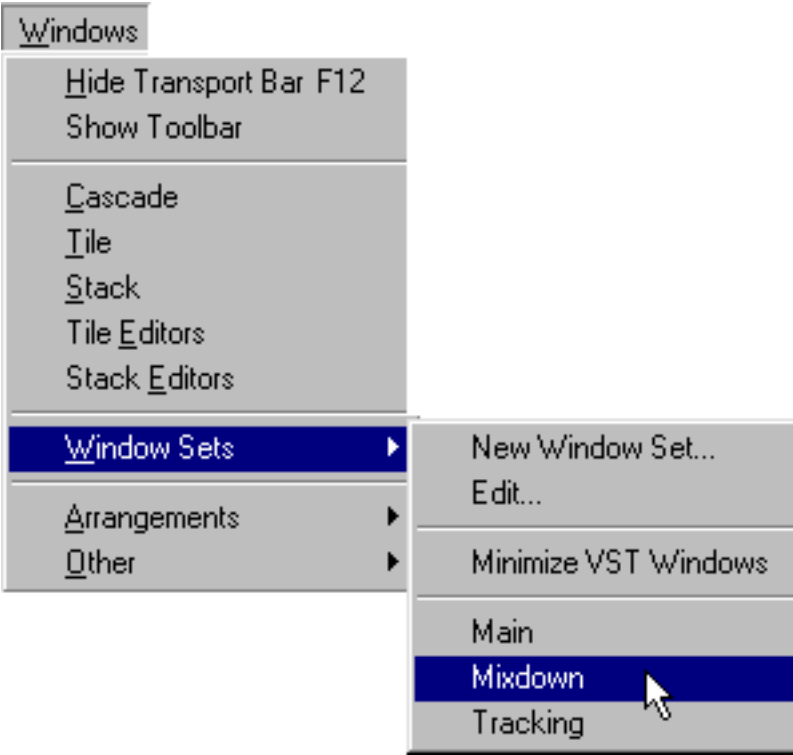 Windows
Hide Transport Bar F12
Show Toolbar
Cascade
Tile
Stack
Tile Editors
Stack Editors
Window Sets
Arrangements
Other
New Window Set...
Edit...
Minimize VST Windows
Main
Mixdown
Tracking